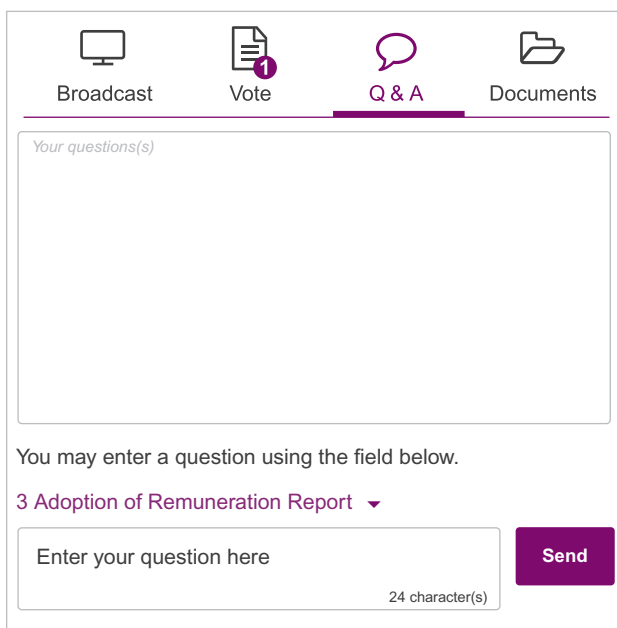 1
Broadcast Vote Q & A Documents
Your questions(s)
You may enter a question using the field below.
3 Adoption of Remuneration Report
Enter your question here
Send
24 character(s)